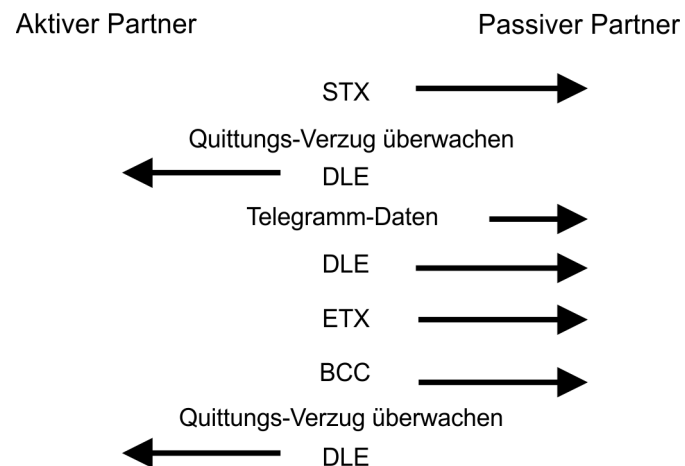 Aktiver Partner Passiver Partner
STX
Quittungs-Verzug überwachen
DLE
Telegramm-Daten
DLE
ETX
BCC
Quittungs-Verzug überwachen
DLE